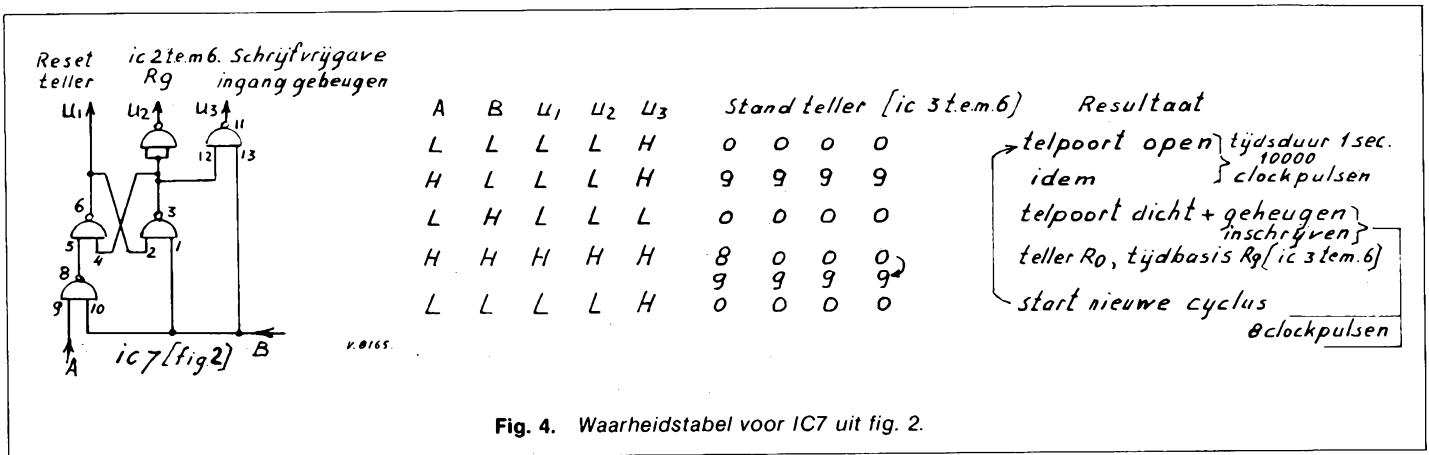 Reset ic 2 t.e.m 6. Schrijfvrijgave
teller Rg ingang gebeugen
U1 U2 U3
11
12 13
6 3
5 4 2 1
8
9 10
A ic 7 [fig.2] B
V.0165.
A B U1 U2 U3 Stand teller [ic 3 t.e.m.6) Resultaat
L L L L H 0 0 0 0 telpoort open } tijdsduur 1 sec.
10000
H L L L H 9 9 9 9 idem clockpulsen
L H L L L 0 0 0 0 telpoort dicht + geheugen
inschrijven
H H H H H 8 0 0 0 teller R0, tijdbasis Rg [ic 3 tem. 6]
9 9 9 9
L L L L H 0 0 0 0 start nieuwe cyclus
8 clockpulsen
Fig. 4. Waarheidstabel voor IC7 uit fig. 2.